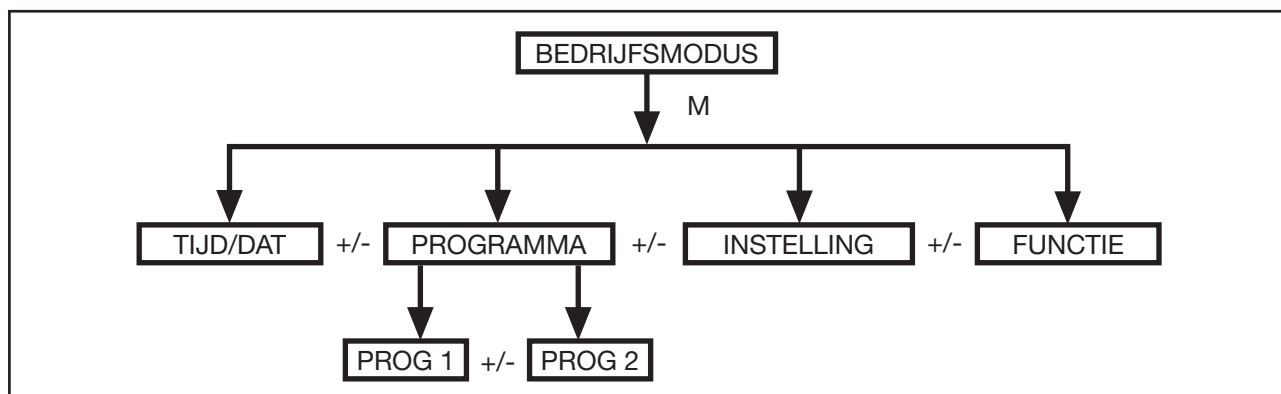 BEDRIJFSMODUS
M
TIJD/DAT +/- PROGRAMMA +/- INSTELLING +/- FUNCTIE
PROG 1 +/- PROG 2